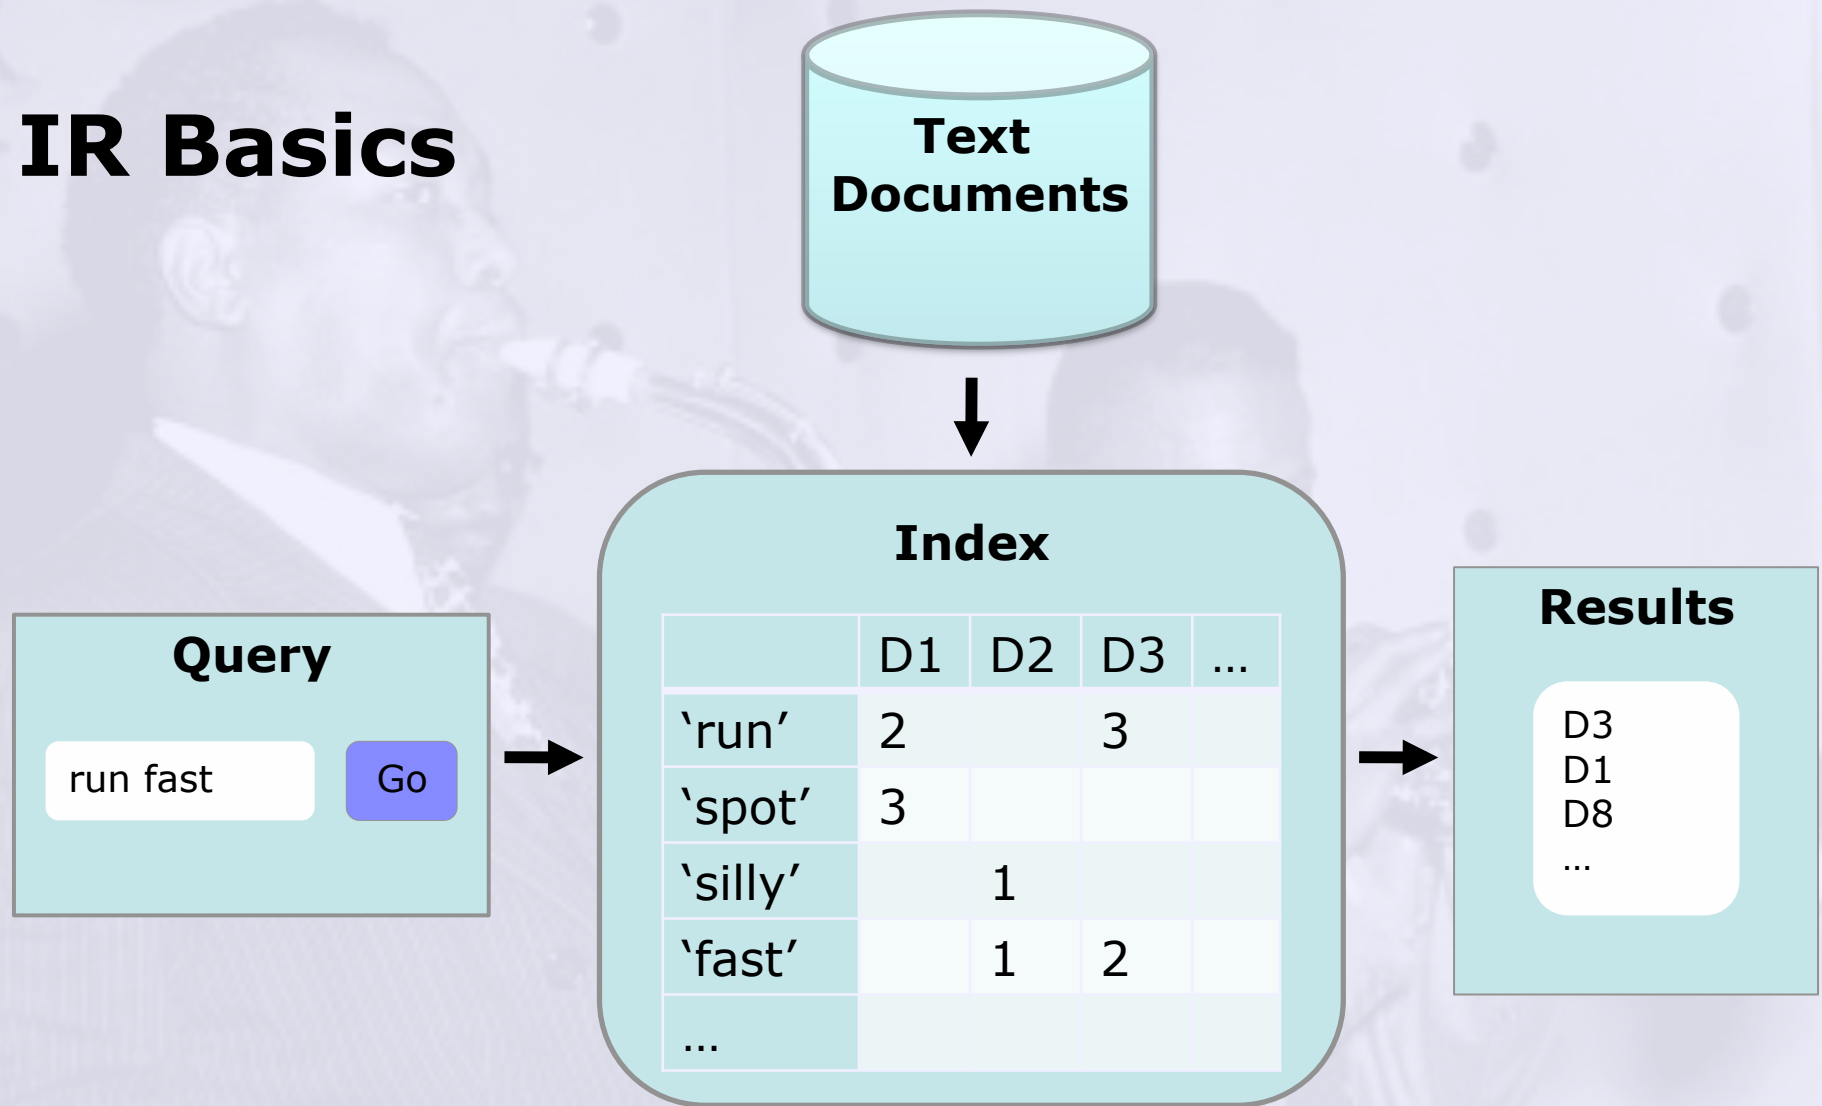 IR Basics
Text
Documents
Index
D1 D2 D3 ...
‘run’ 2 3
‘spot’ 3
‘silly’ 1
‘fast’ 1 2
...
Query
run fast Go
Results
D3
D1
D8
...